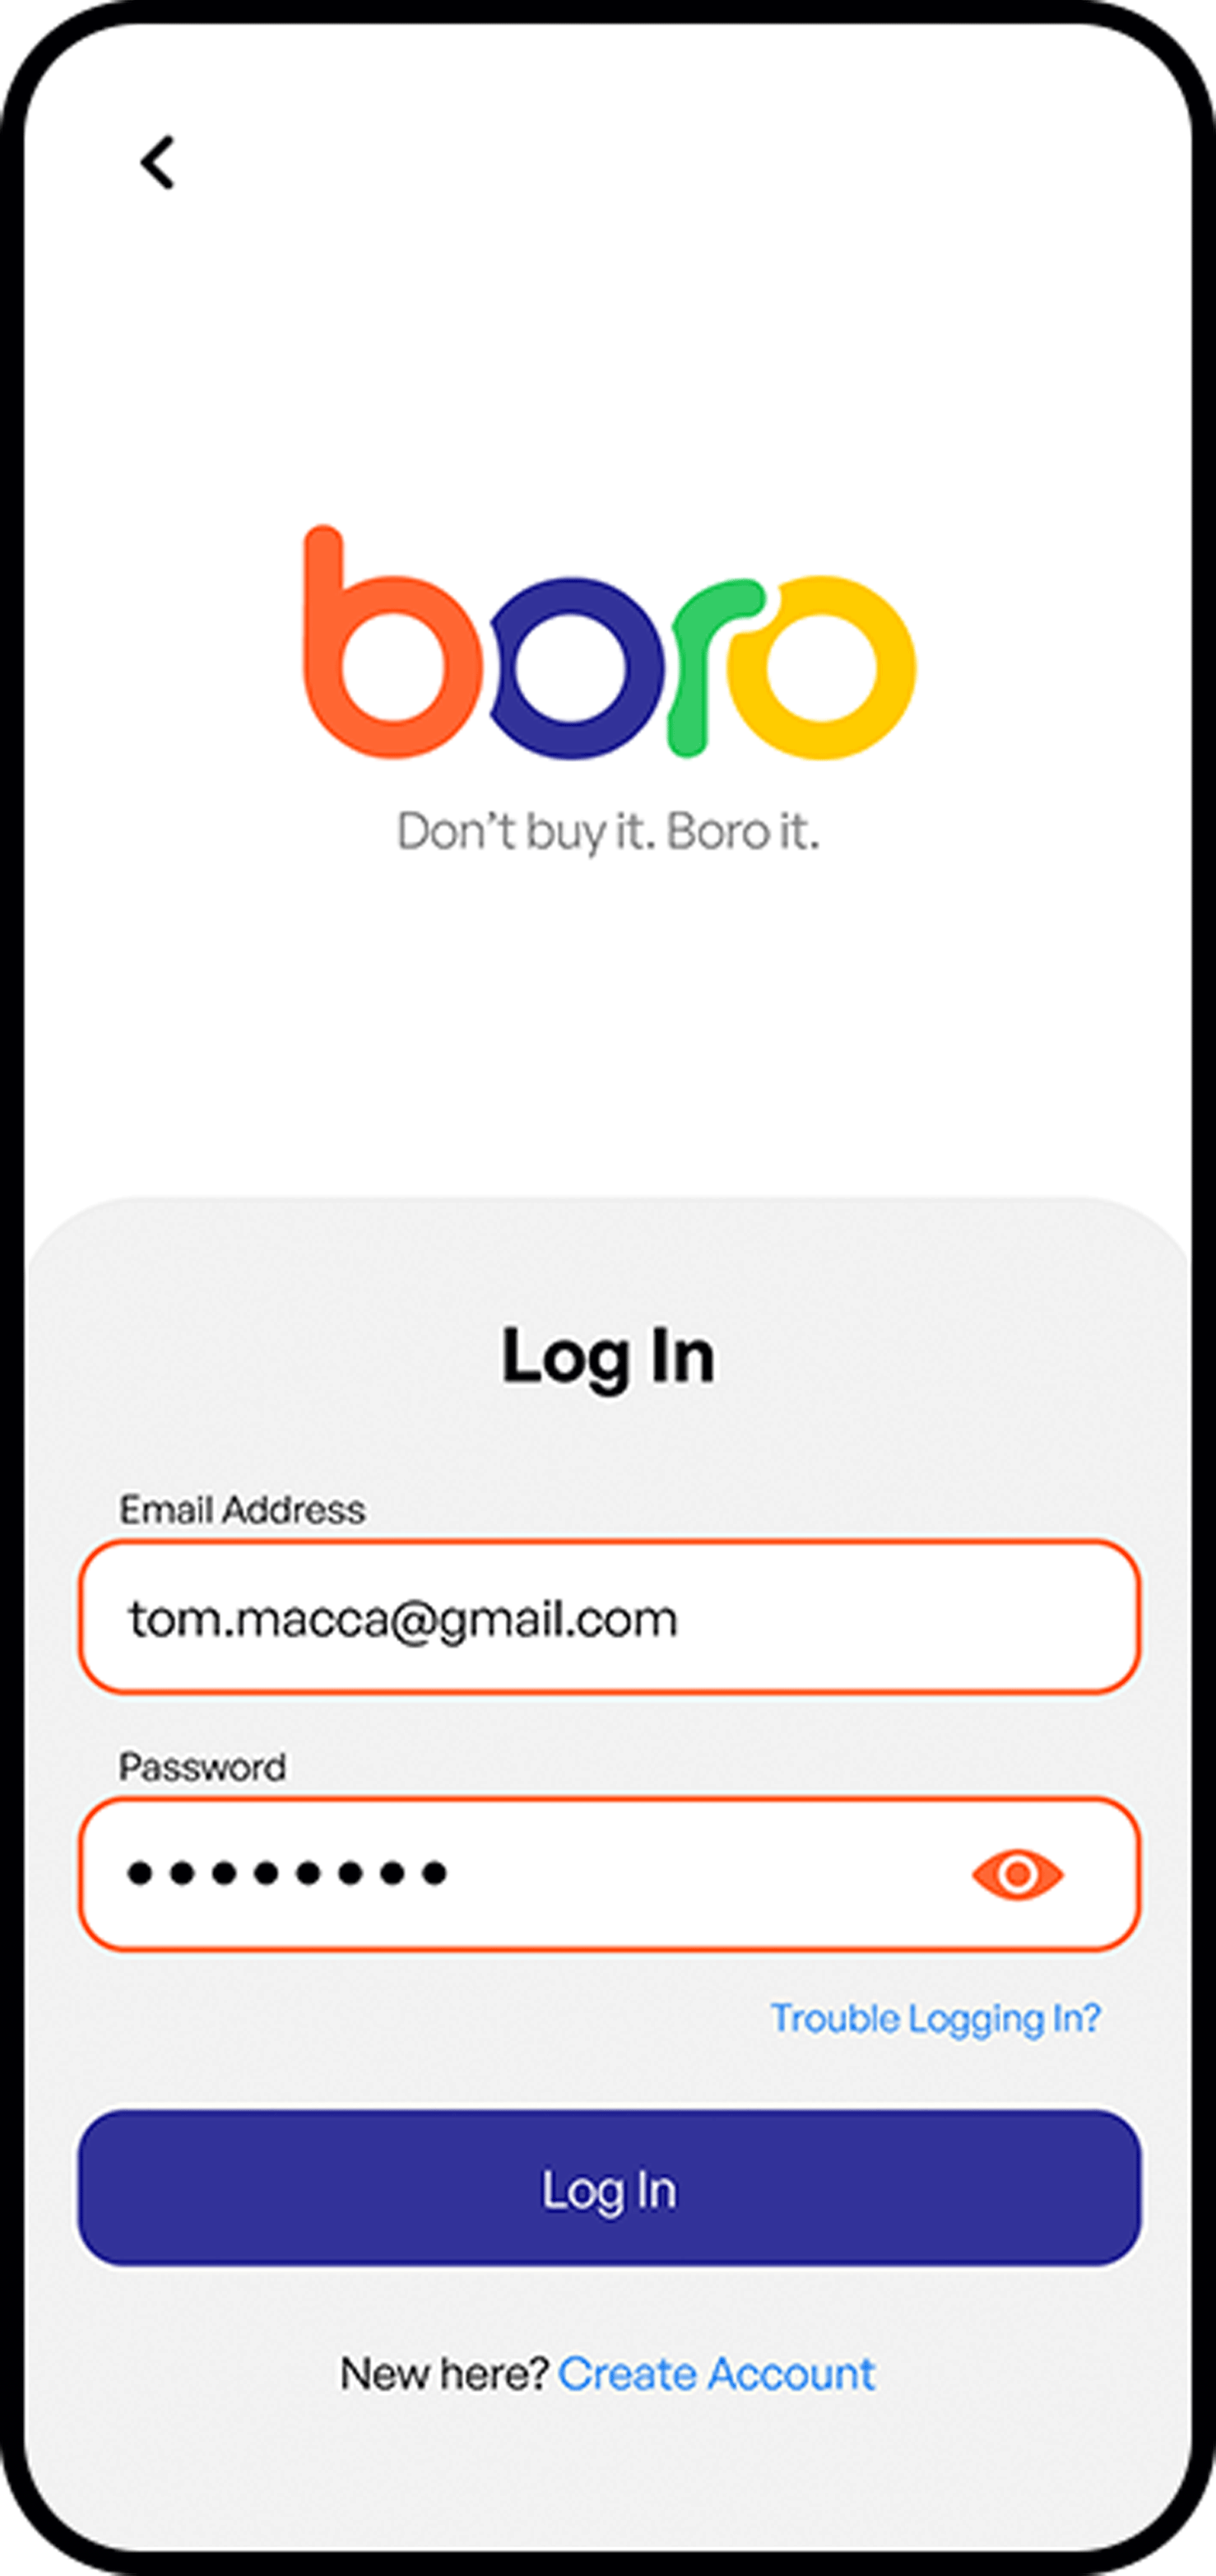 boro
Don’t buy it. Boro it.
Log In
Email Address
tom.macca@gmail.com
Password
Trouble Logging In?
Log In
New here? Create Account